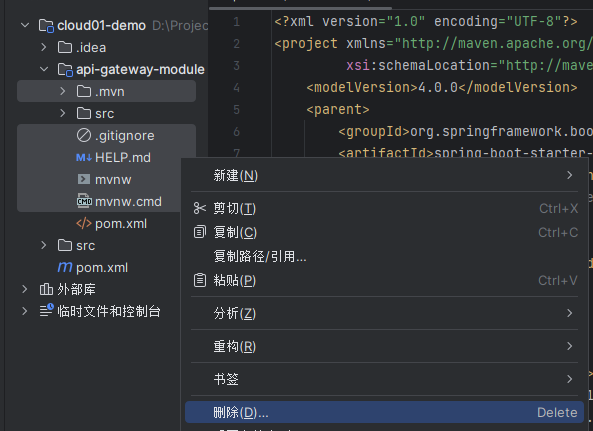 cloud01-demo D:\Projec
.idea
api-gateway-module
.mvn
src
.gitignore
HELP.md
mvnw
mvnw.cmd
pom.xml
src
pom.xml
外部库
临时文件和控制台
1 <?xml version="1.0" encoding="UTF-8"?>
2 <project xmlns="http://maven.apache.org/
3 xsi:schemaLocation="http://mave
4 <modelVersion>4.0.0</modelVersion>
5 <parent>
6 <groupId>org.springframework.boo
7 <artifactId>spring-boot-starter-
新建(N)
剪切(T) Ctrl+X
复制(C) Ctrl+C
复制路径/引用...
粘贴(P) Ctrl+V
分析(Z)
重构(R)
书签
删除(D)... Delete